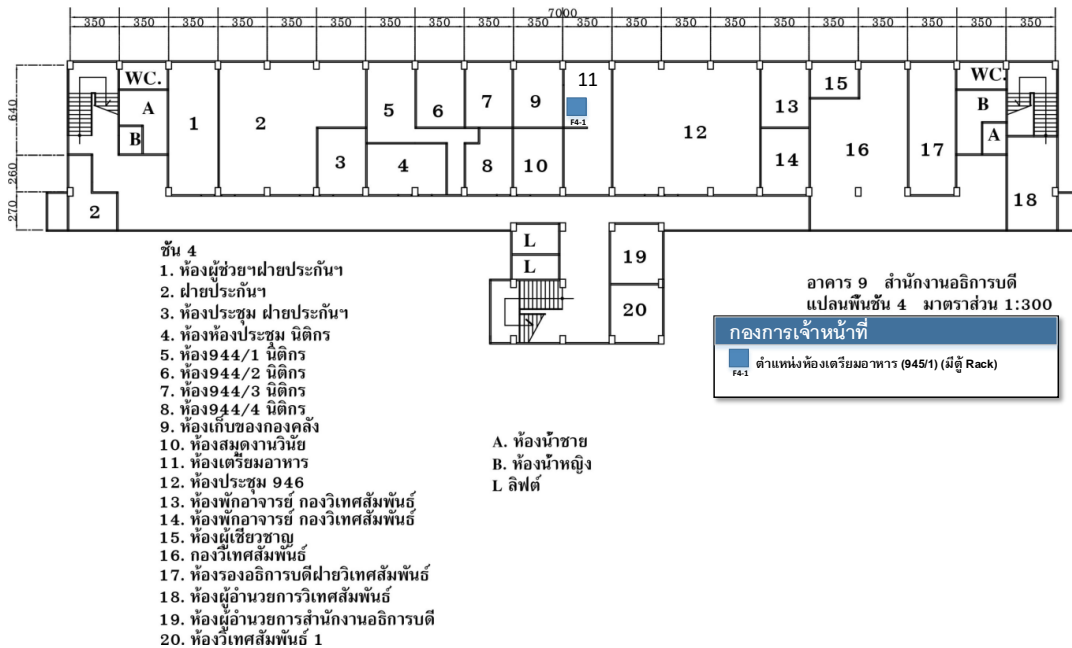 7000
350 350 350 350 350 350 350 350 350 350 350 350 350 350 350 350 350 350 350 350
640
260
270
WC.
A
B
1
2
3
4
5
6
7
8
9
10
11
F4-1
12
13
14
15
16
17
WC.
B
A
18
2
L
L
19
20
ชั้น 4
1. ห้องผู้ช่วยฯฝ่ายประกันฯ
2. ฝ่ายประกันฯ
3. ห้องประชุม ฝ่ายประกันฯ
4. ห้องห้องประชุม นิติกร
5. ห้อง944/1 นิติกร
6. ห้อง944/2 นิติกร
7. ห้อง944/3 นิติกร
8. ห้อง944/4 นิติกร
9. ห้องเก็บของกองคลัง
10. ห้องสมุดงานวินัย
11. ห้องเตรียมอาหาร
12. ห้องประชุม 946
13. ห้องพักอาจารย์ กองวิเทศสัมพันธ์
14. ห้องพักอาจารย์ กองวิเทศสัมพันธ์
15. ห้องผู้เชี่ยวชาญ
16. กองวิเทศสัมพันธ์
17. ห้องรองอธิการบดีฝ่ายวิเทศสัมพันธ์
18. ห้องผู้อำนวยการวิเทศสัมพันธ์
19. ห้องผู้อำนวยการสำนักงานอธิการบดี
20. ห้องวิเทศสัมพันธ์ 1
A. ห้องน้ำชาย
B. ห้องน้ำหญิง
L ลิฟต์
อาคาร 9 สำนักงานอธิการบดี
แปลนพื้นชั้น 4 มาตราส่วน 1:300
กองการเจ้าหน้าที่
F4-1 ตำแหน่งห้องเตรียมอาหาร (945/1) (มีตู้ Rack)